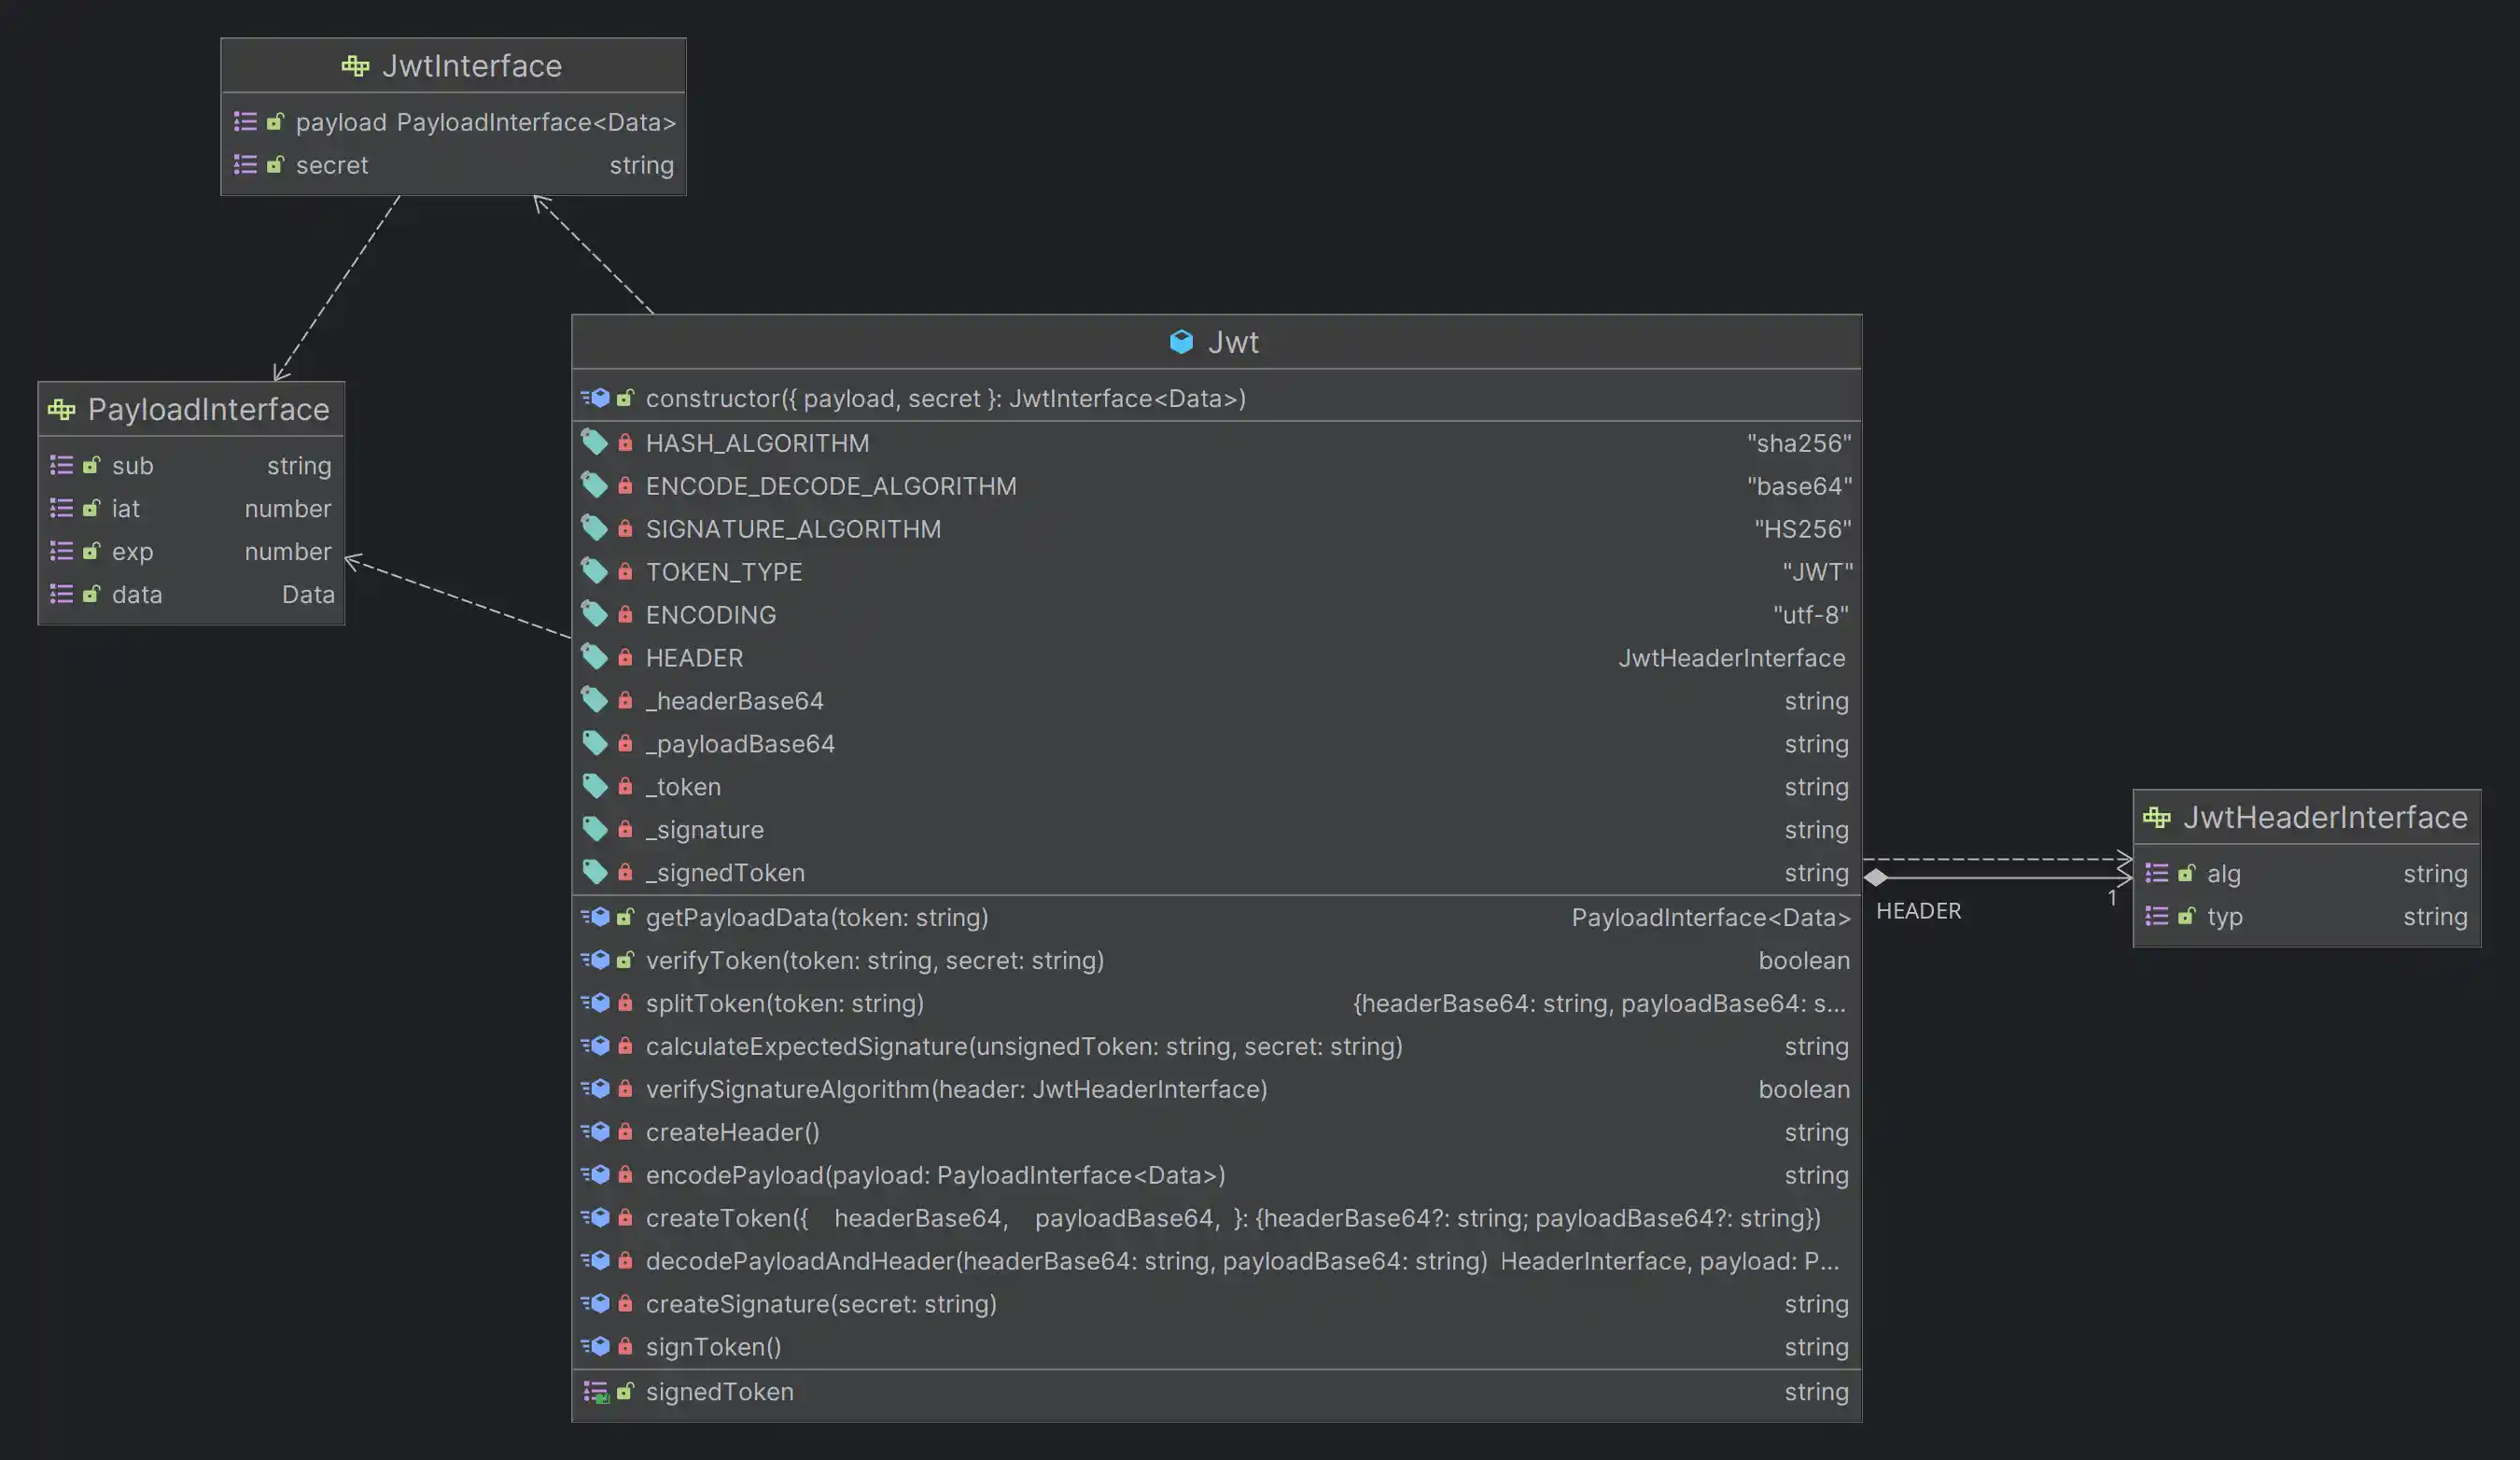 JwtInterface
payload PayloadInterface<Data>
secret string
PayloadInterface
sub string
iat number
exp number
data Data
Jwt
constructor({ payload, secret }: JwtInterface<Data>)
HASH_ALGORITHM "sha256"
ENCODE_DECODE_ALGORITHM "base64"
SIGNATURE_ALGORITHM "HS256"
TOKEN_TYPE "JWT"
ENCODING "utf-8"
HEADER JwtHeaderInterface
_headerBase64 string
_payloadBase64 string
_token string
_signature string
_signedToken string
getPayloadData(token: string) PayloadInterface<Data>
verifyToken(token: string, secret: string) boolean
splitToken(token: string) {headerBase64: string, payloadBase64: s...
calculateExpectedSignature(unsignedToken: string, secret: string) string
verifySignatureAlgorithm(header: JwtHeaderInterface) boolean
createHeader() string
encodePayload(payload: PayloadInterface<Data>) string
createToken({ headerBase64, payloadBase64, }: {headerBase64?: string; payloadBase64?: string})
decodePayloadAndHeader(headerBase64: string, payloadBase64: string) HeaderInterface, payload: P...
createSignature(secret: string) string
signToken() string
signedToken string
HEADER
1
JwtHeaderInterface
alg string
typ string